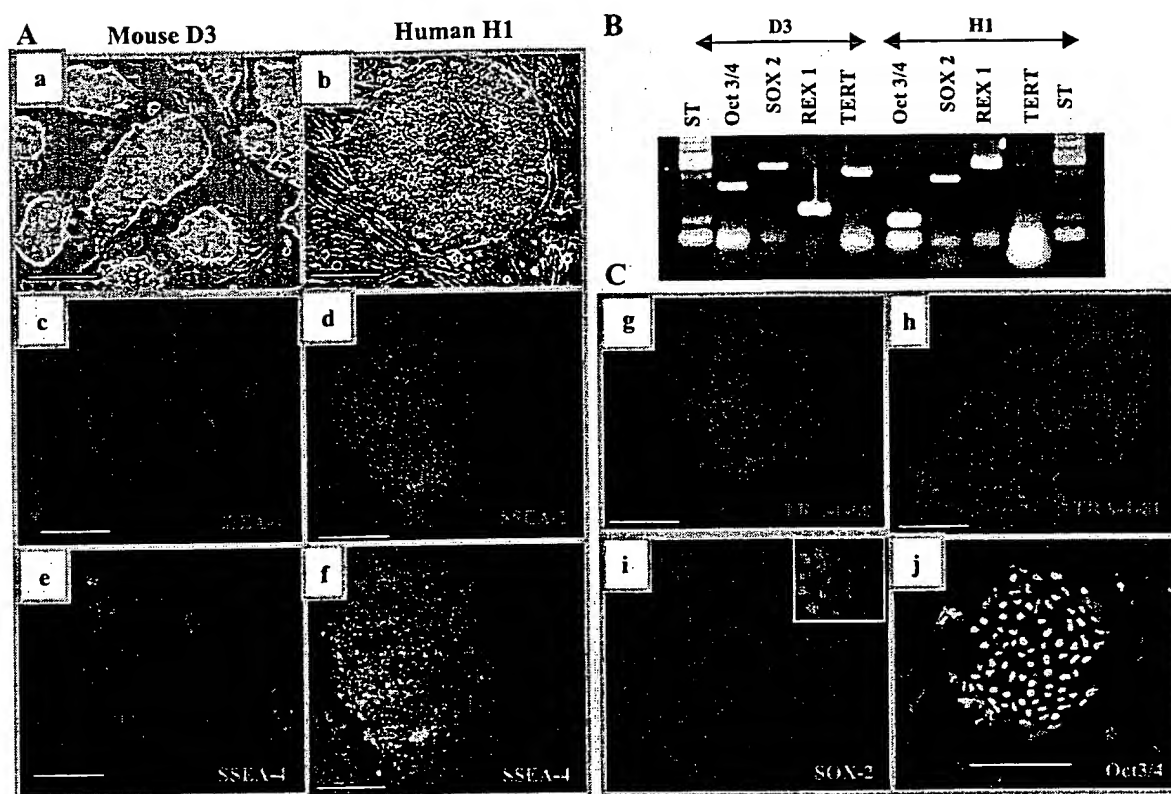 A
Mouse D3
Human H1
a
b
c
d
e
SSEA-4
f
SSEA-4
B
D3
H1
ST
Oct 3/4
SOX 2
REX 1
TERT
Oct 3/4
SOX 2
REX 1
TERT
ST
C
g
h
i
SOX-2
j
Oct3/4